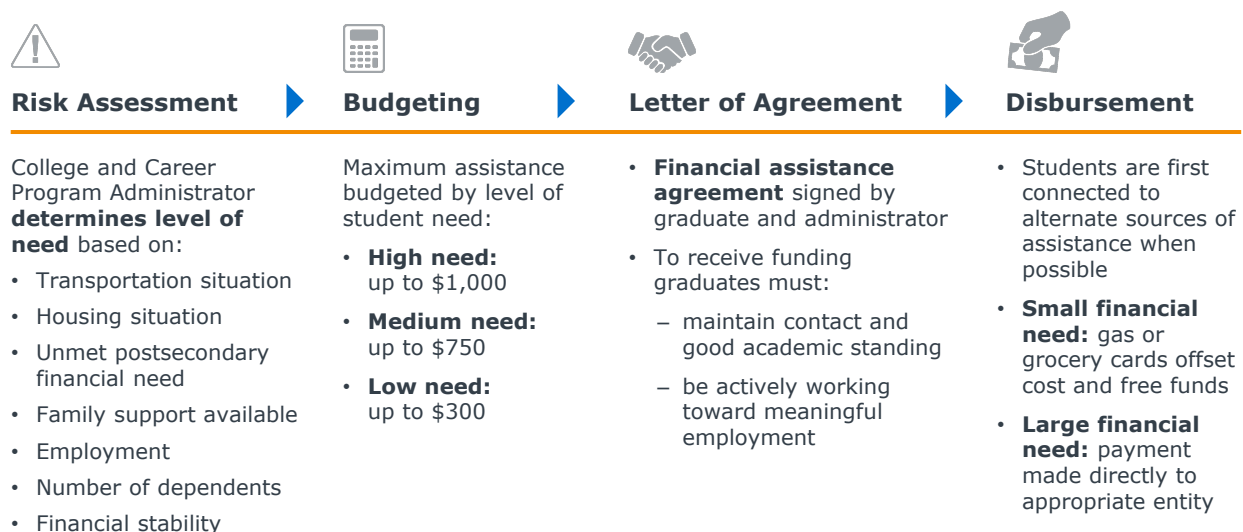 Risk Assessment
College and Career
Program Administrator
determines level of
need based on:
• Transportation situation
• Housing situation
• Unmet postsecondary
financial need
• Family support available
• Employment
• Number of dependents
• Financial stability
Budgeting
Maximum assistance
budgeted by level of
student need:
• High need:
up to $1,000
• Medium need:
up to $750
• Low need:
up to $300
Letter of Agreement
• Financial assistance
agreement signed by
graduate and administrator
• To receive funding
graduates must:
– maintain contact and
good academic standing
– be actively working
toward meaningful
employment
Disbursement
• Students are first
connected to
alternate sources of
assistance when
possible
• Small financial
need: gas or
grocery cards offset
cost and free funds
• Large financial
need: payment
made directly to
appropriate entity